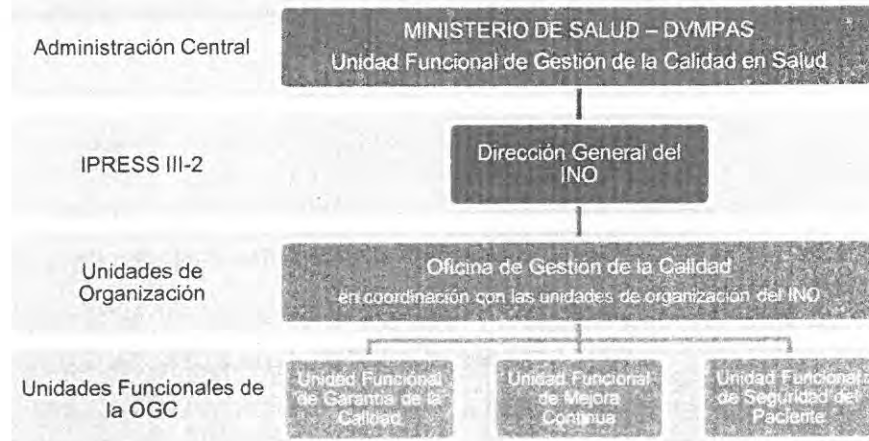 Administración Central
MINISTERIO DE SALUD – DVMPAS
Unidad Funcional de Gestión de la Calidad en Salud
IPRESS III-2
Dirección General del
INO
Unidades de
Organización
Oficina de Gestión de la Calidad
en coordinación con las unidades de organización del INO
Unidades Funcionales de
la OGC
Unidad Funcional
de Garantía de la
Calidad
Unidad Funcional
de Mejora
Continua
Unidad Funcional
de Seguridad del
Paciente